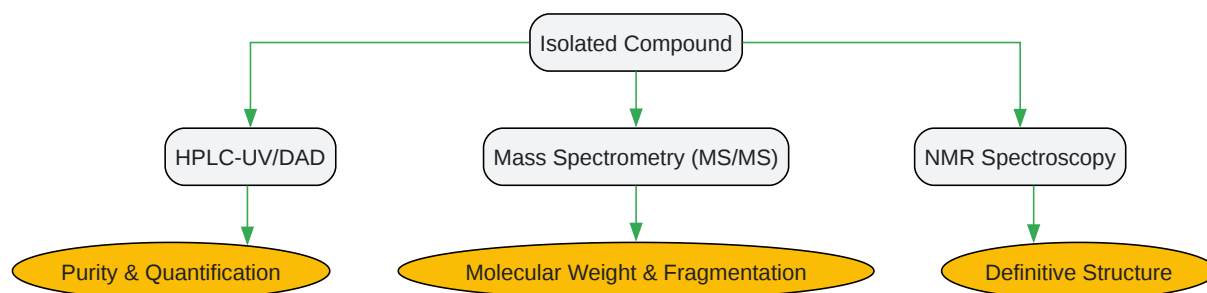 Isolated Compound
HPLC-UV/DAD
Mass Spectrometry (MS/MS)
NMR Spectroscopy
Purity & Quantification
Molecular Weight & Fragmentation
Definitive Structure